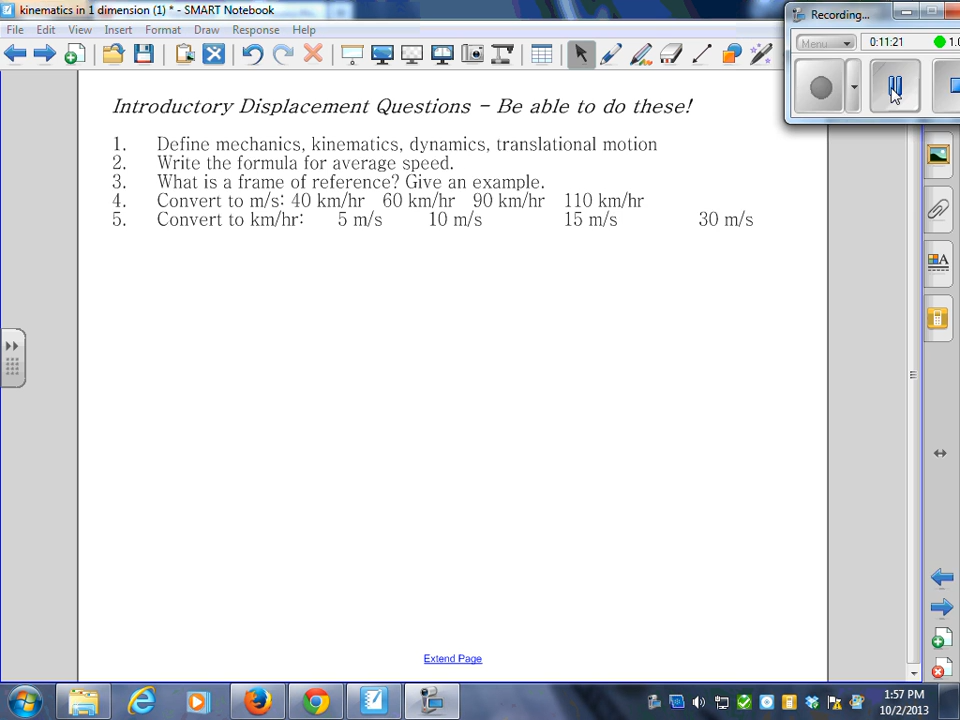 kinematics in 1 dimension (1) * - SMART Notebook
Recording...
File Edit View Insert Format Draw Response Help
Menu
0:11:21
Introductory Displacement Questions - Be able to do these!
1. Define mechanics, kinematics, dynamics, translational motion
2. Write the formula for average speed.
3. What is a frame of reference? Give an example.
4. Convert to m/s: 40 km/hr 60 km/hr 90 km/hr 110 km/hr
5. Convert to km/hr: 5 m/s 10 m/s 15 m/s 30 m/s
Extend Page
1:57 PM
10/2/2013